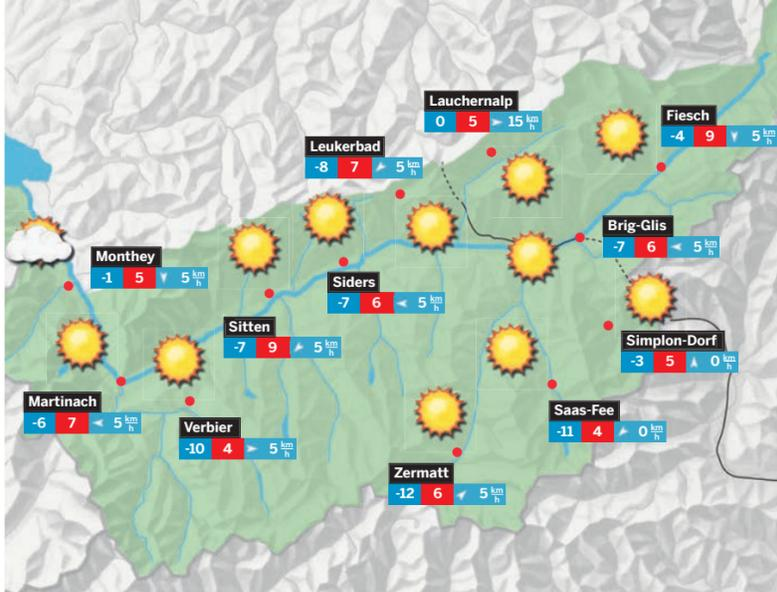 Lauchernalp
0 5 15 km/h
Fiesch
-4 9 5 km/h
Leukerbad
-8 7 5 km/h
Brig-Glis
-7 6 5 km/h
Monthey
-1 5 5 km/h
Siders
-7 6 5 km/h
Sitten
-7 9 5 km/h
Simplon-Dorf
-3 5 0 km/h
Martinach
-6 7 5 km/h
Saas-Fee
-11 4 0 km/h
Verbier
-10 4 5 km/h
Zermatt
-12 6 5 km/h